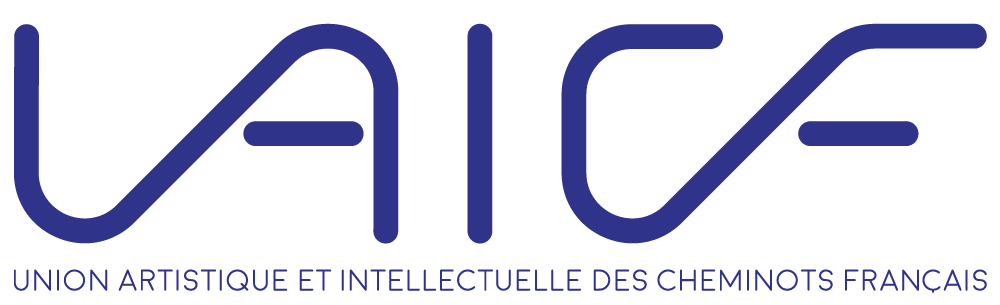 UAICF
UNION ARTISTIQUE ET INTELLECTUELLE DES CHEMINOTS FRANÇAIS